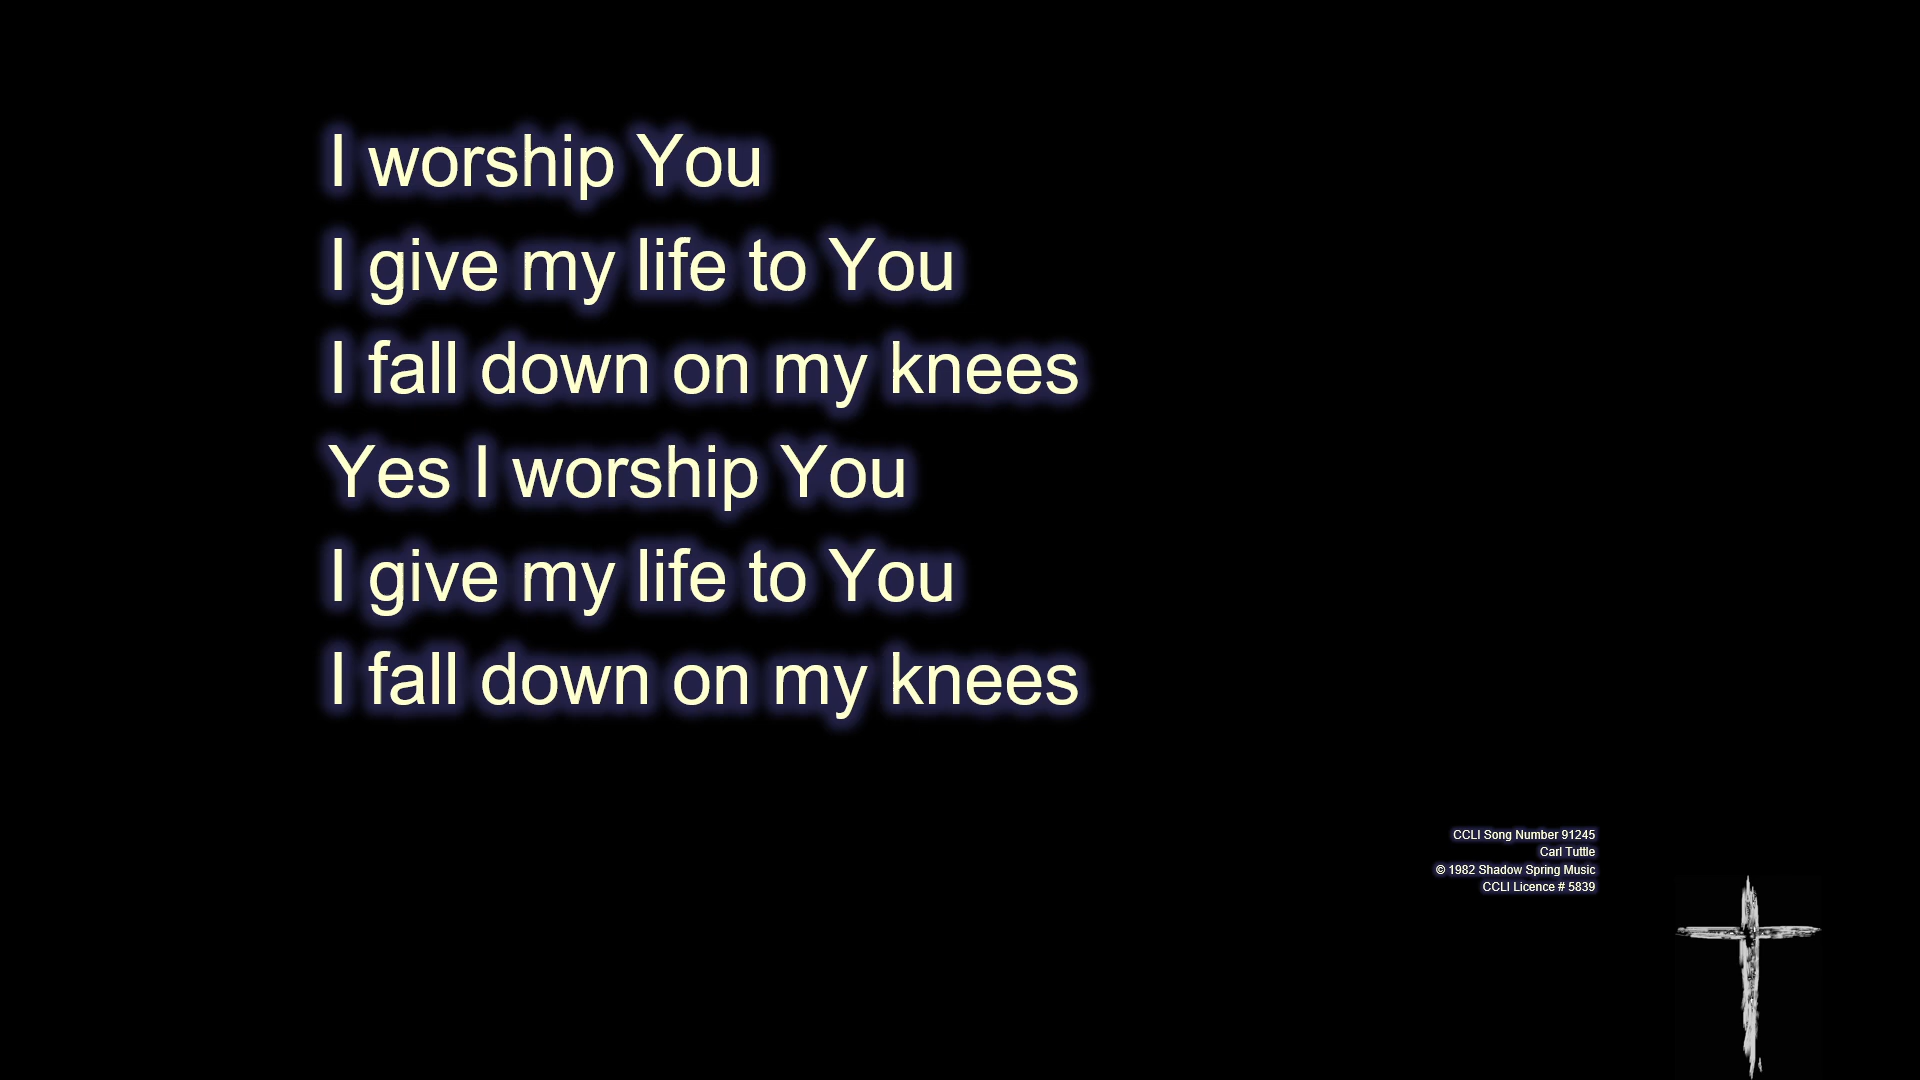 I worship You
I give my life to You
I fall down on my knees
Yes I worship You
I give my life to You
I fall down on my knees
CCLI Song Number 91245
Carl Tuttle
© 1982 Shadow Spring Music
CCLI Licence # 5839